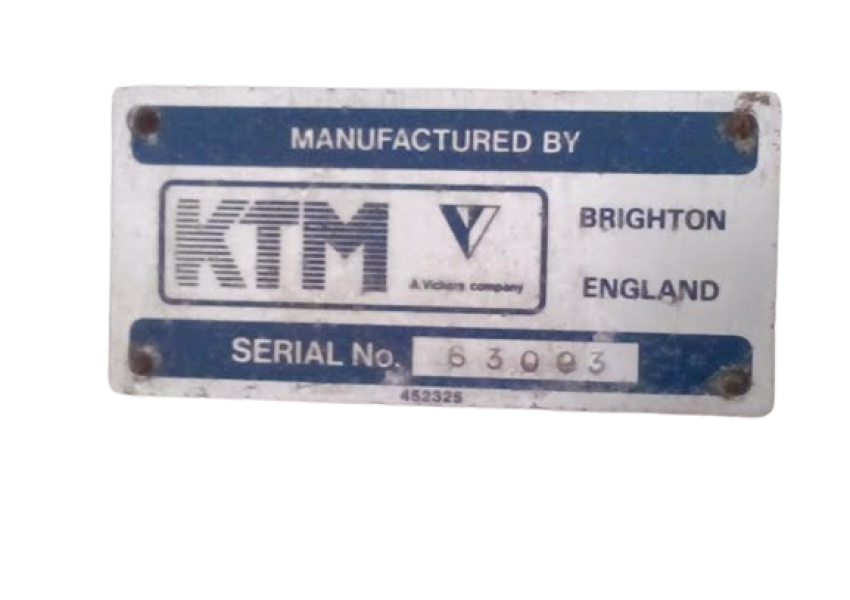 MANUFACTURED BY
KTM
A Vickers company
BRIGHTON
ENGLAND
SERIAL No. 63003
452325